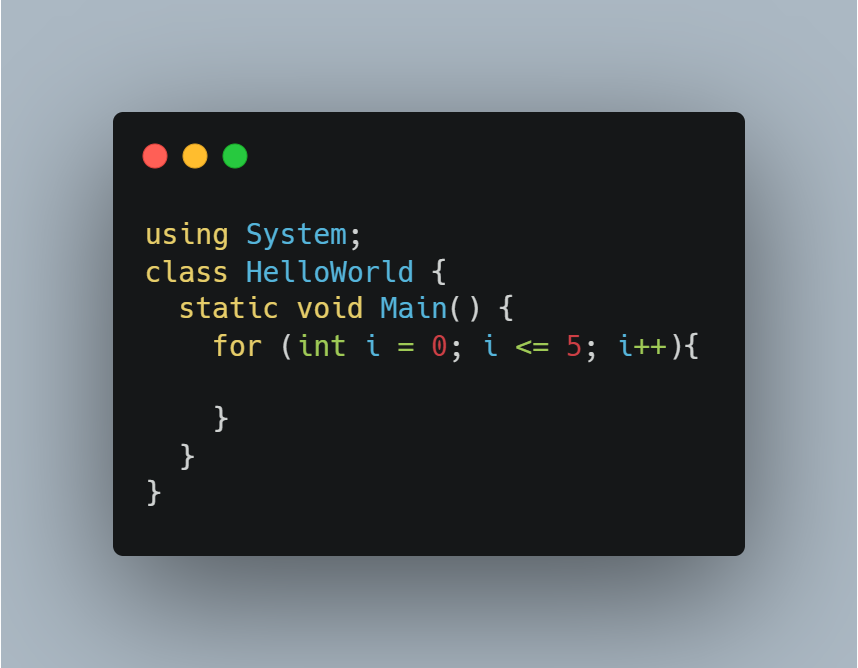 using System;
class HelloWorld {
  static void Main() {
    for (int i = 0; i <= 5; i++){

    }
  }
}